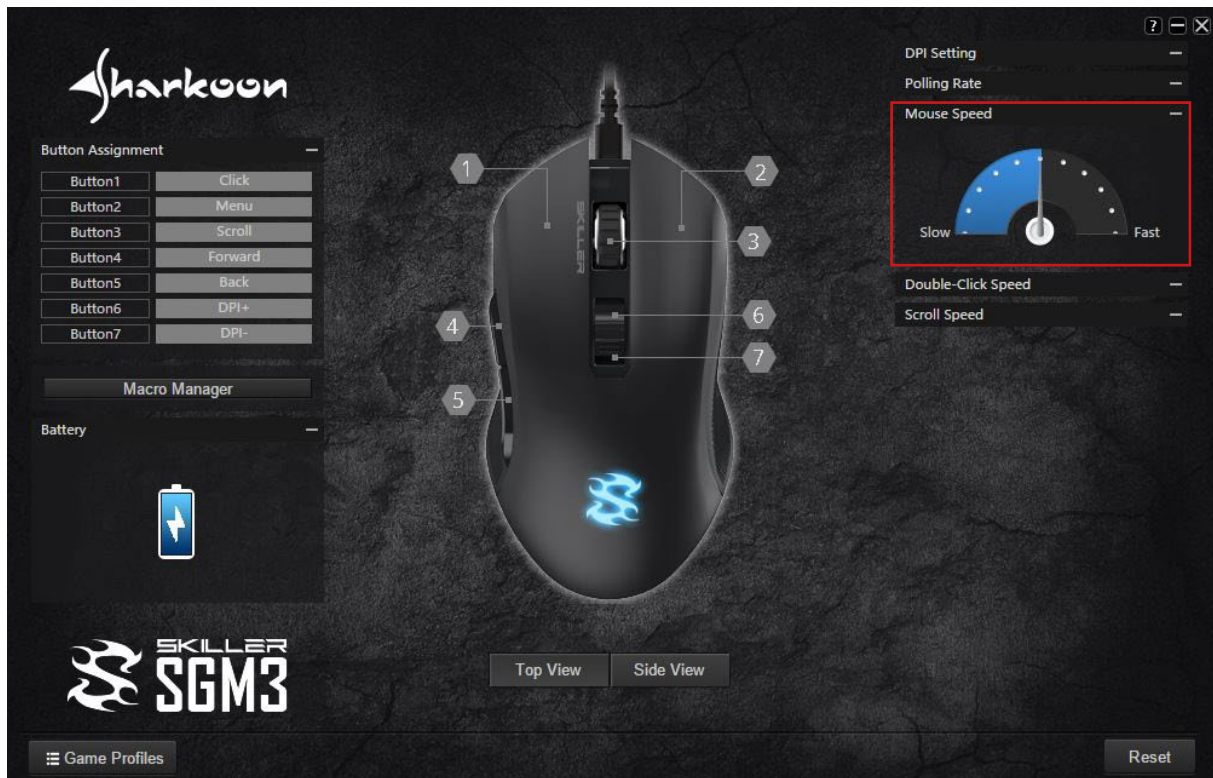 Sharkoon
DPI Setting
Polling Rate
Mouse Speed
Slow
Fast
Double-Click Speed
Scroll Speed
Button Assignment
Button1 Click
Button2 Menu
Button3 Scroll
Button4 Forward
Button5 Back
Button6 DPI+
Button7 DPI-
Macro Manager
Battery
1
2
3
4
5
6
7
SKILLER
SKILLER
SGM3
Top View
Side View
Game Profiles
Reset
?